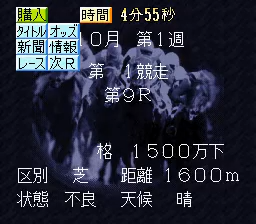 購入 時間 4分55秒
タイトル オッズ 0月 第1週
新聞 情報
レース 次R 第 1競走
第9R
格 1500万下
区別 芝 距離 1600m
状態 不良 天候 晴